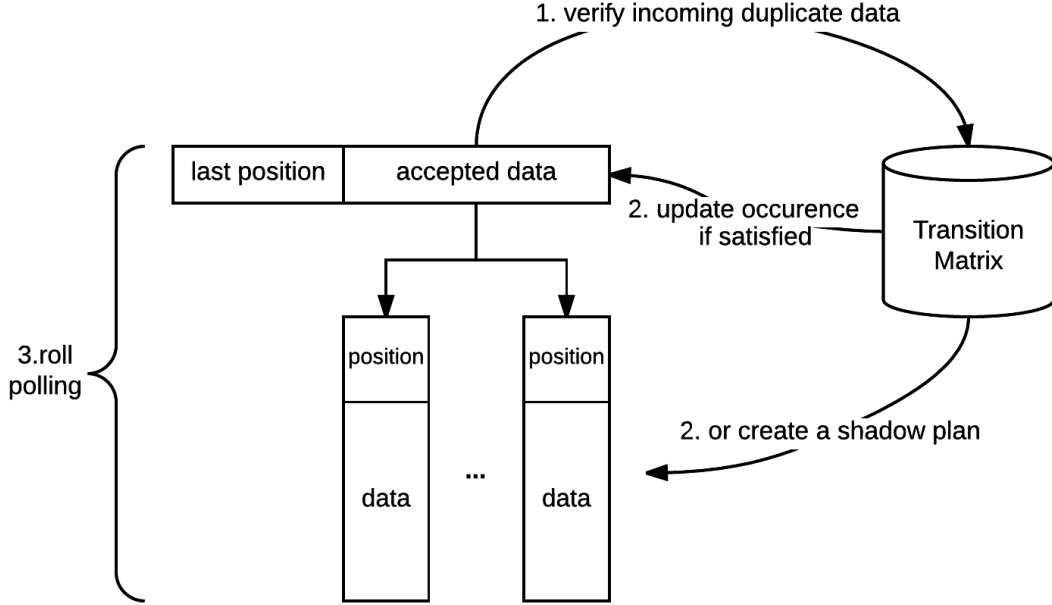 1. verify incoming duplicate data
last position
accepted data
2. update occurence
if satisfied
Transition
Matrix
3.roll
polling
position
position
2. or create a shadow plan
data
...
data